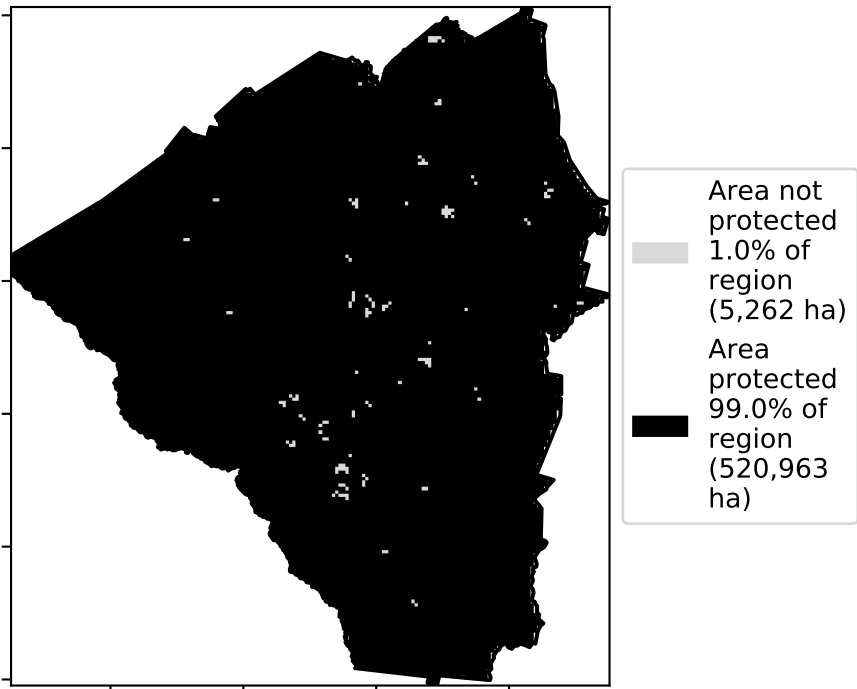 Area not
protected
1.0% of
region
(5,262 ha)
Area
protected
99.0% of
region
(520,963
ha)